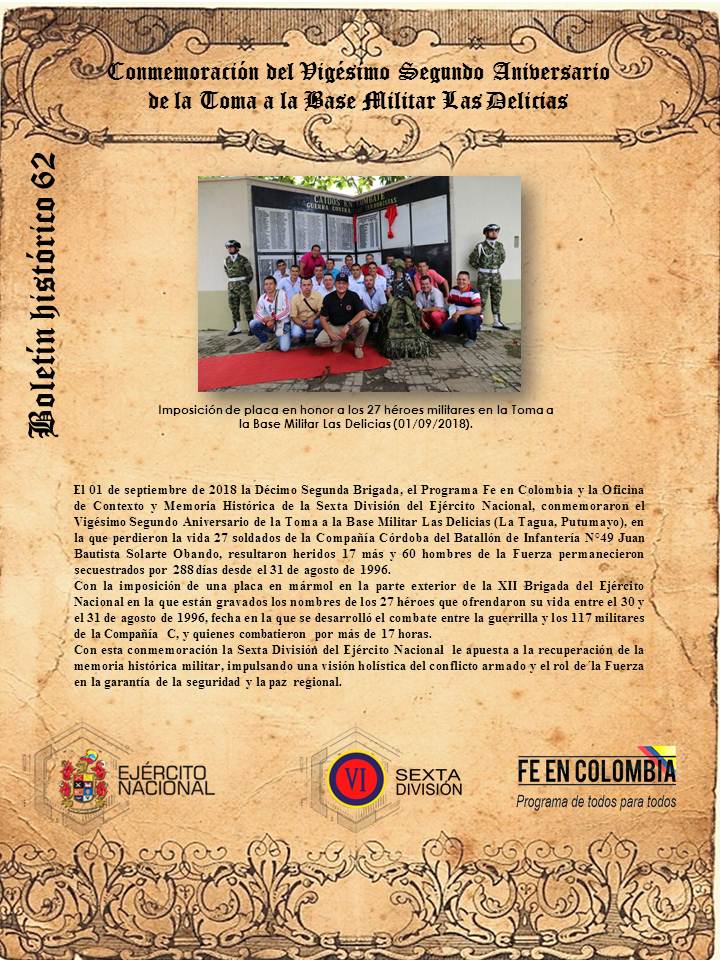 Conmemoración del Vigésimo Segundo Aniversario
de la Toma a la Base Militar Las Delicias
Boletín histórico 62
CAIDOS EN COMBATE
GUERRA CONTRA
TERRORISTAS
Imposición de placa en honor a los 27 héroes militares en la Toma a
la Base Militar Las Delicias (01/09/2018).
El 01 de septiembre de 2018 la Décimo Segunda Brigada, el Programa Fe en Colombia y la Oficina
de Contexto y Memoria Histórica de la Sexta División del Ejército Nacional, conmemoraron el
Vigésimo Segundo Aniversario de la Toma a la Base Militar Las Delicias (La Tagua, Putumayo), en
la que perdieron la vida 27 soldados de la Compañía Córdoba del Batallón de Infantería N°49 Juan
Bautista Solarte Obando, resultaron heridos 17 más y 60 hombres de la Fuerza permanecieron
secuestrados por 288 días desde el 31 de agosto de 1996.
Con la imposición de una placa en mármol en la parte exterior de la XII Brigada del Ejército
Nacional en la que están gravados los nombres de los 27 héroes que ofrendaron su vida entre el 30 y
el 31 de agosto de 1996, fecha en la que se desarrolló el combate entre la guerrilla y los 117 militares
de la Compañía C, y quienes combatieron por más de 17 horas.
Con esta conmemoración la Sexta División del Ejército Nacional le apuesta a la recuperación de la
memoria histórica militar, impulsando una visión holística del conflicto armado y el rol de la Fuerza
en la garantía de la seguridad y la paz regional.
EJÉRCITO
NACIONAL
VI
SEXTA
DIVISIÓN
FE EN COLOMBIA
Programa de todos para todos